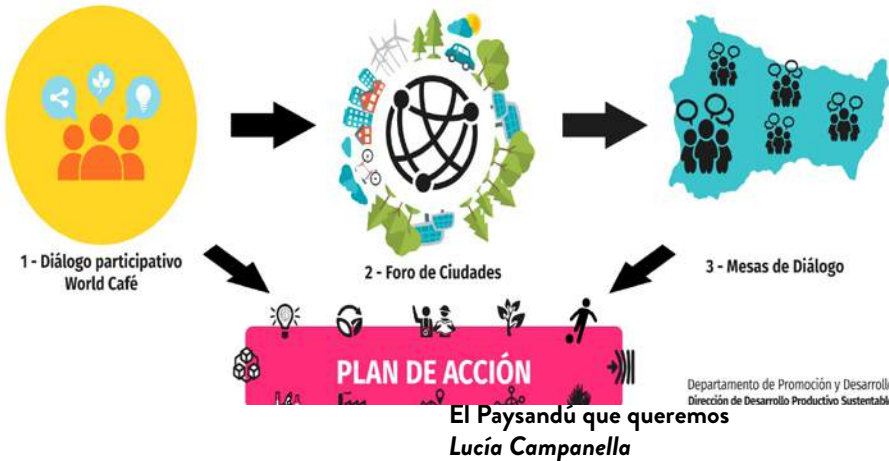 1 - Diálogo participativo
World Café
2 - Foro de Ciudades
3 - Mesas de Diálogo
PLAN DE ACCIÓN
Departamento de Promoción y Desarrollo
Dirección de Desarrollo Productivo Sustentable
El Paysandú que queremos
Lucía Campanella